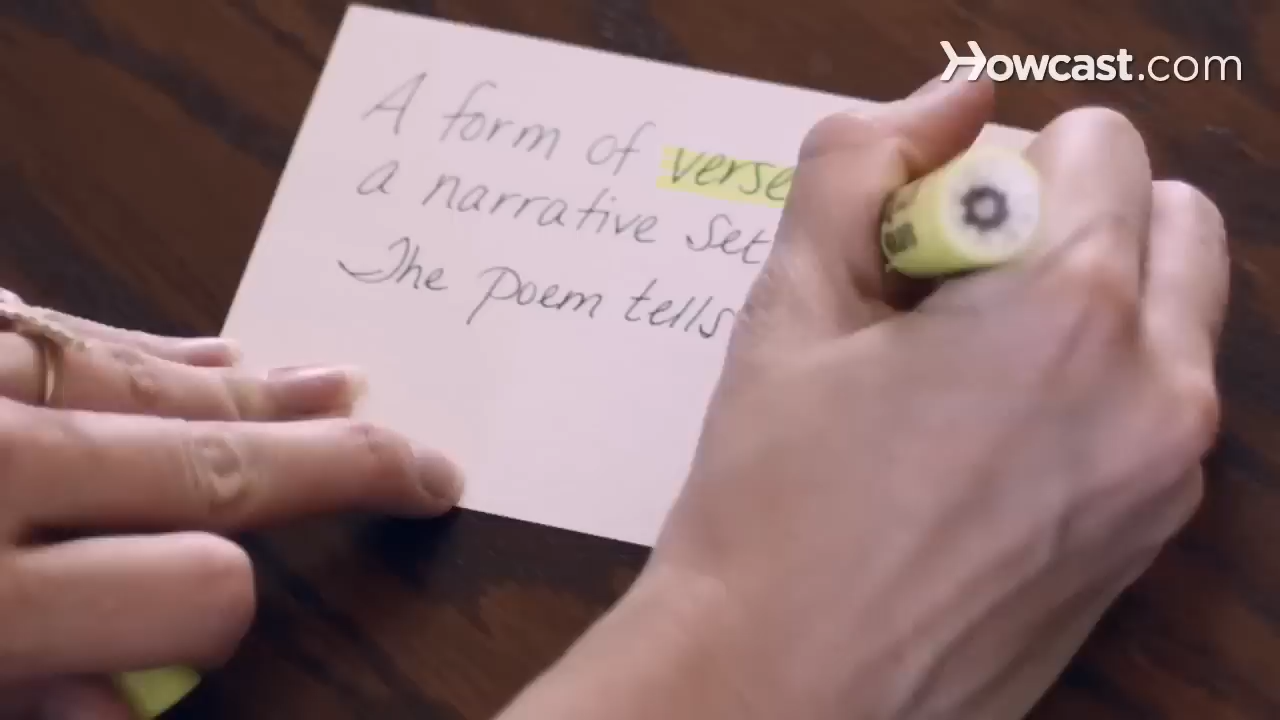 Howcast.com
A form of verse
a narrative set
The poem tells